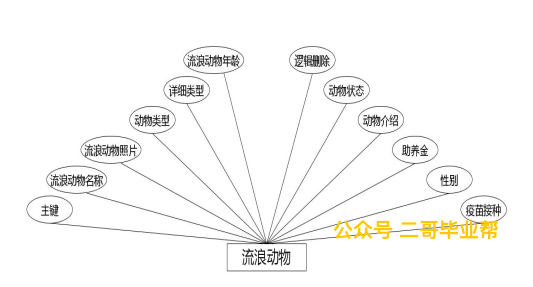 流浪动物年龄
逻辑删除
详细类型
动物状态
动物类型
动物介绍
流浪动物照片
助养金
流浪动物名称
性别
主键
疫苗接种
公众号 二哥毕业帮
流浪动物